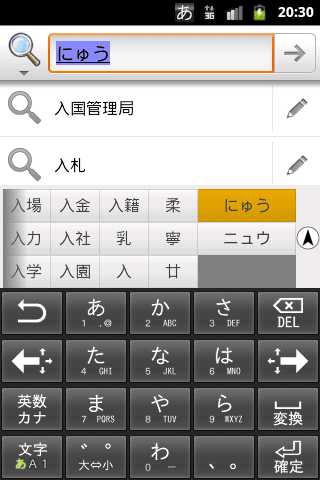 あ 3G 20:30
にゅう
入国管理局
入札
入場 入金 入籍 柔 にゅう
入力 入社 乳 寧 ニュウ
入学 入園 入 廿
あ か さ DEL
1 .@ 2 ABC 3 DEF
た な は
4 GHI 5 JKL 6 MNO
英数カナ ま や ら 変換
7 PQRS 8 TUV 9 WXYZ
文字 ゛゜ わ 、。 確定
あA1 大⇔小 0 ー